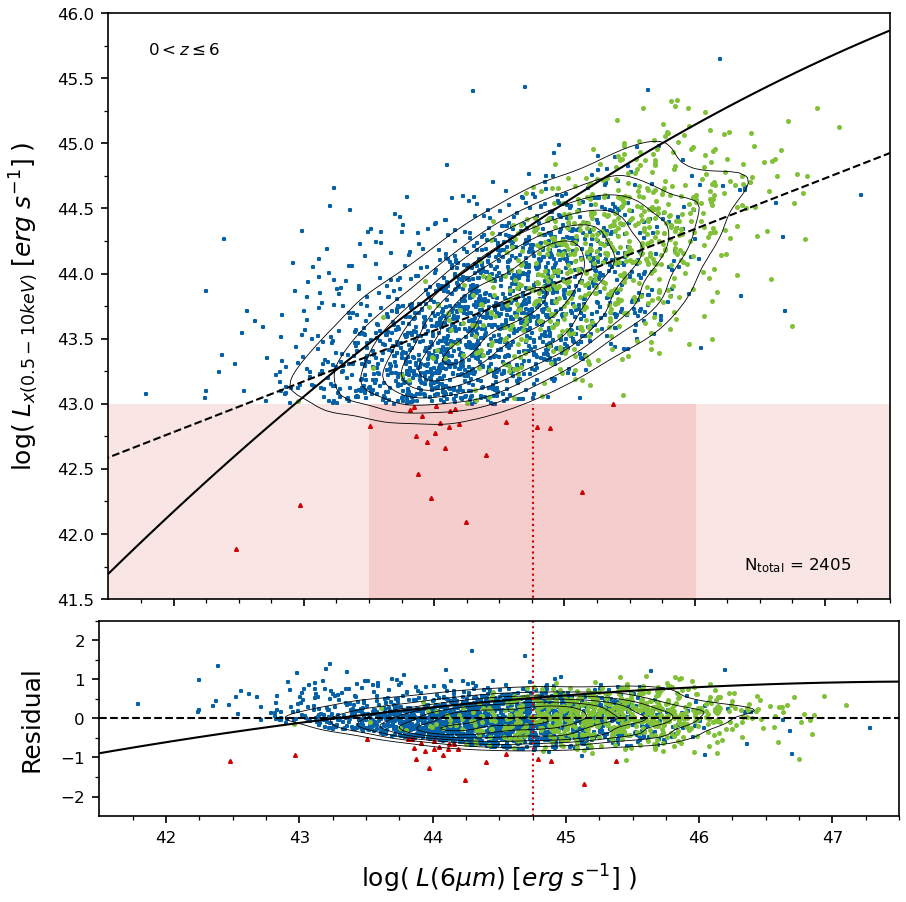 46.0
0 < z ≤ 6
45.5
45.0
44.5
44.0
43.5
43.0
42.5
42.0
41.5
log( Lx(0.5−10keV) [erg s⁻¹] )
Ntotal = 2405
2
1
0
−1
−2
Residual
42 43 44 45 46 47
log( L(6μm) [erg s⁻¹] )